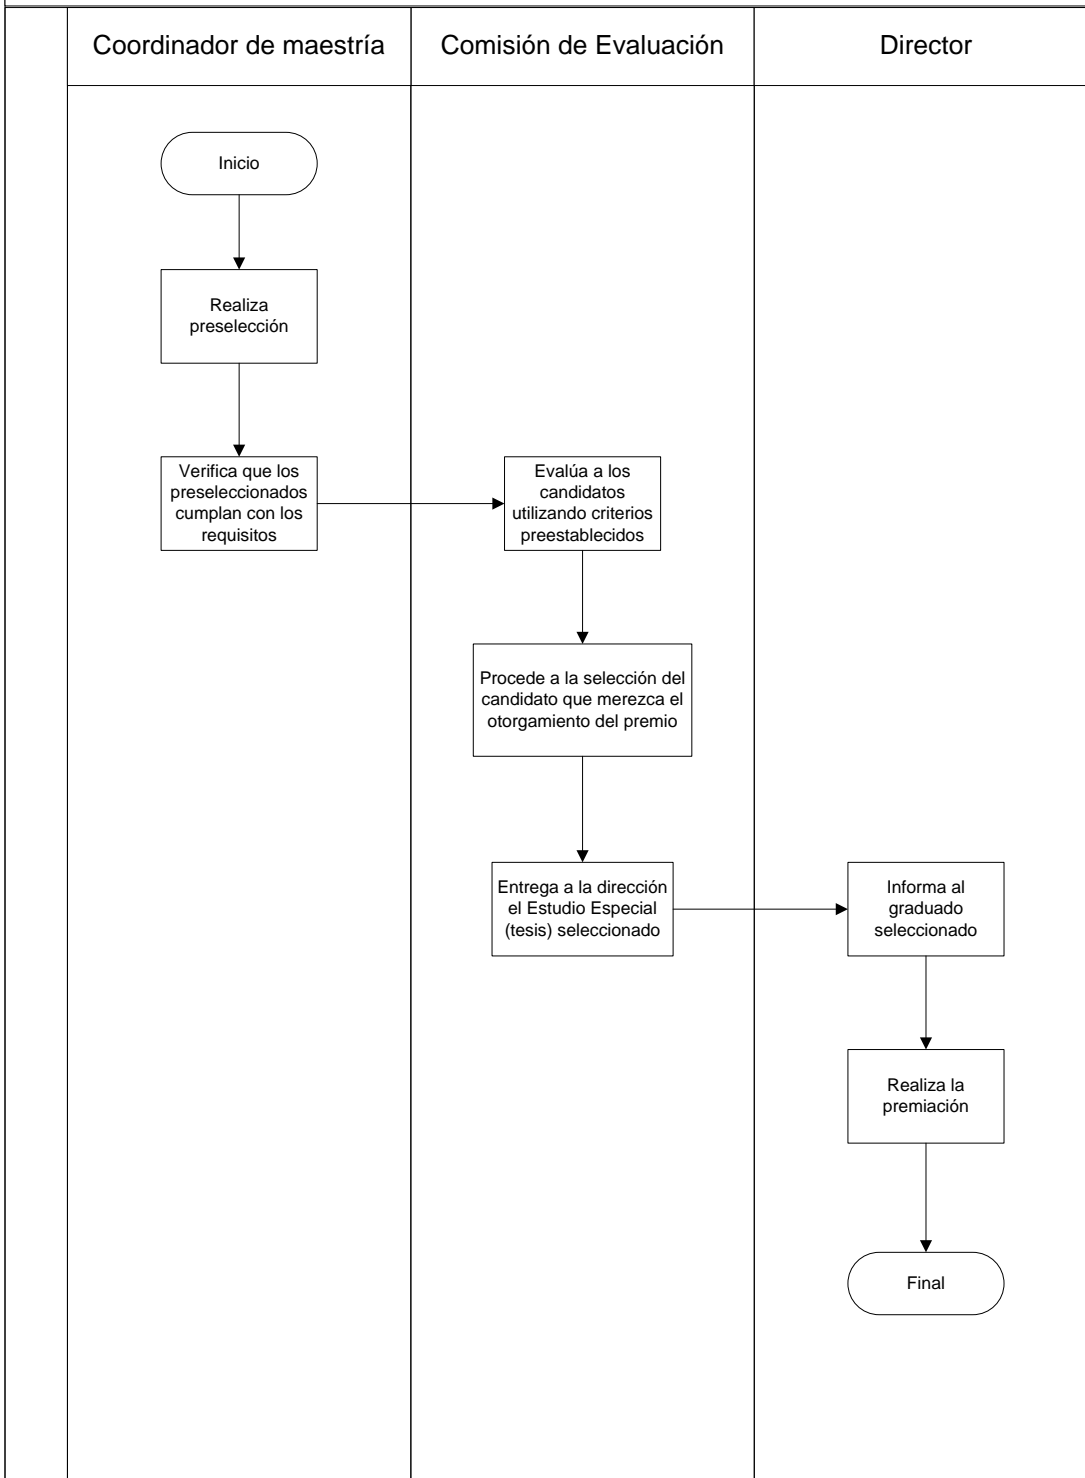 Coordinador de maestría
Comisión de Evaluación
Director
Inicio
Realiza
preselección
Verifica que los
preseleccionados
cumplan con los
requisitos
Evalúa a los
candidatos
utilizando criterios
preestablecidos
Procede a la selección del
candidato que merezca el
otorgamiento del premio
Entrega a la dirección
el Estudio Especial
(tesis) seleccionado
Informa al
graduado
seleccionado
Realiza la
premiación
Final